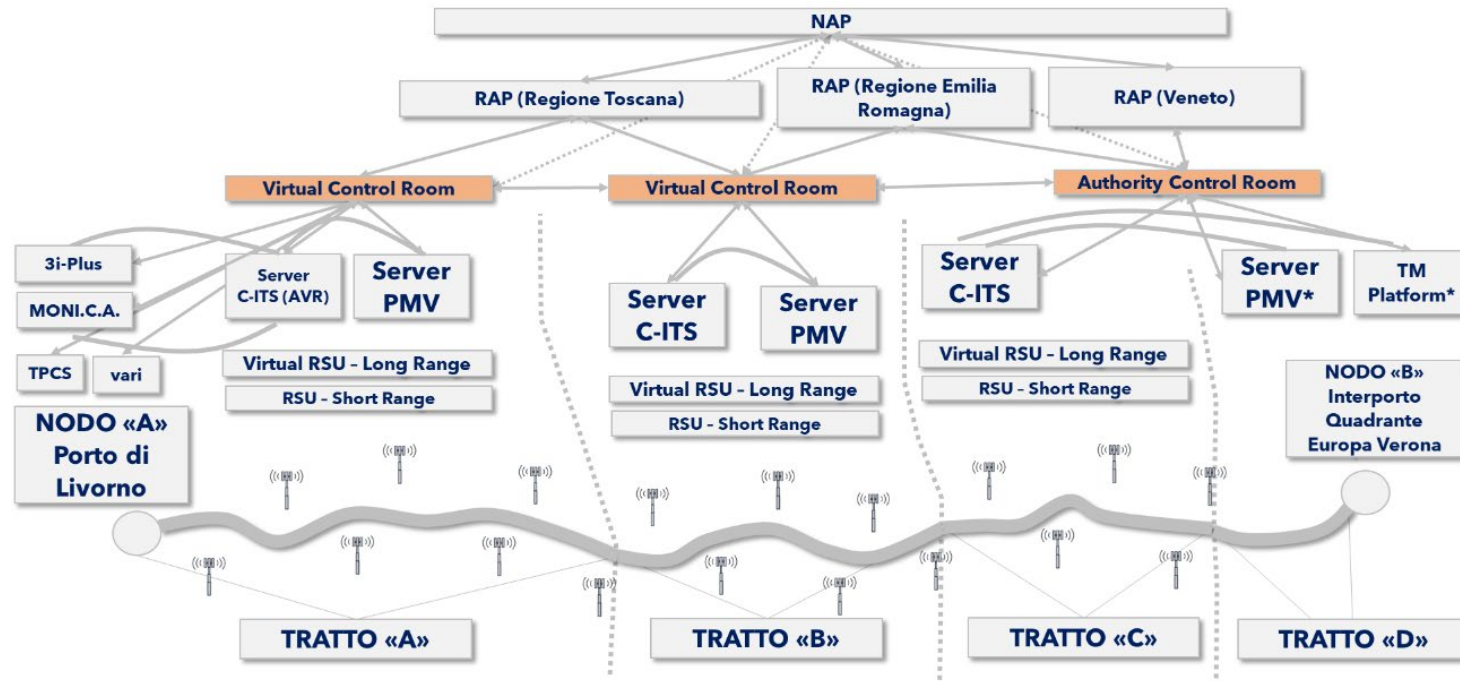 NAP
RAP (Regione Toscana)
RAP (Regione Emilia
Romagna)
RAP (Veneto)
Virtual Control Room
Virtual Control Room
Authority Control Room
3i-Plus
MONI.C.A.
TPCS
vari
Server
C-ITS (AVR)
Server
PMV
Virtual RSU – Long Range
RSU – Short Range
Server
C-ITS
Server
PMV
Virtual RSU – Long Range
RSU – Short Range
Server
C-ITS
Server
PMV*
TM
Platform*
Virtual RSU – Long Range
RSU – Short Range
NODO «A»
Porto di
Livorno
NODO «B»
Interporto
Quadrante
Europa Verona
TRATTO «A»
TRATTO «B»
TRATTO «C»
TRATTO «D»